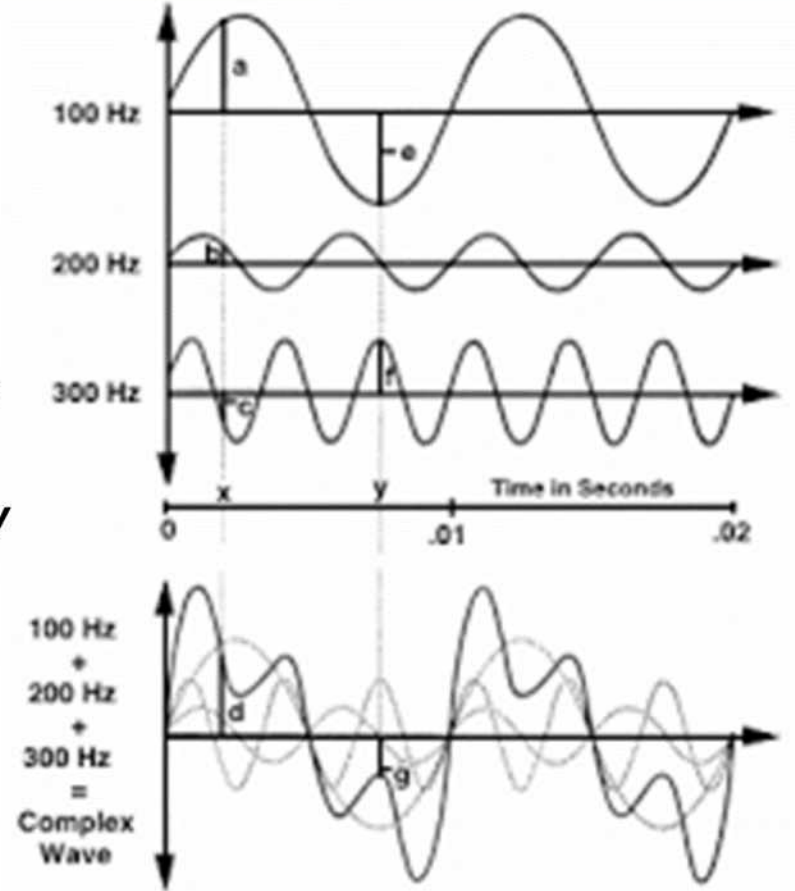 a
100 Hz
e
b
200 Hz
f
300 Hz
c
x
y
Time in Seconds
y
0
.01
.02
100 Hz
+
200 Hz
d
+
300 Hz
g
=
Complex
Wave